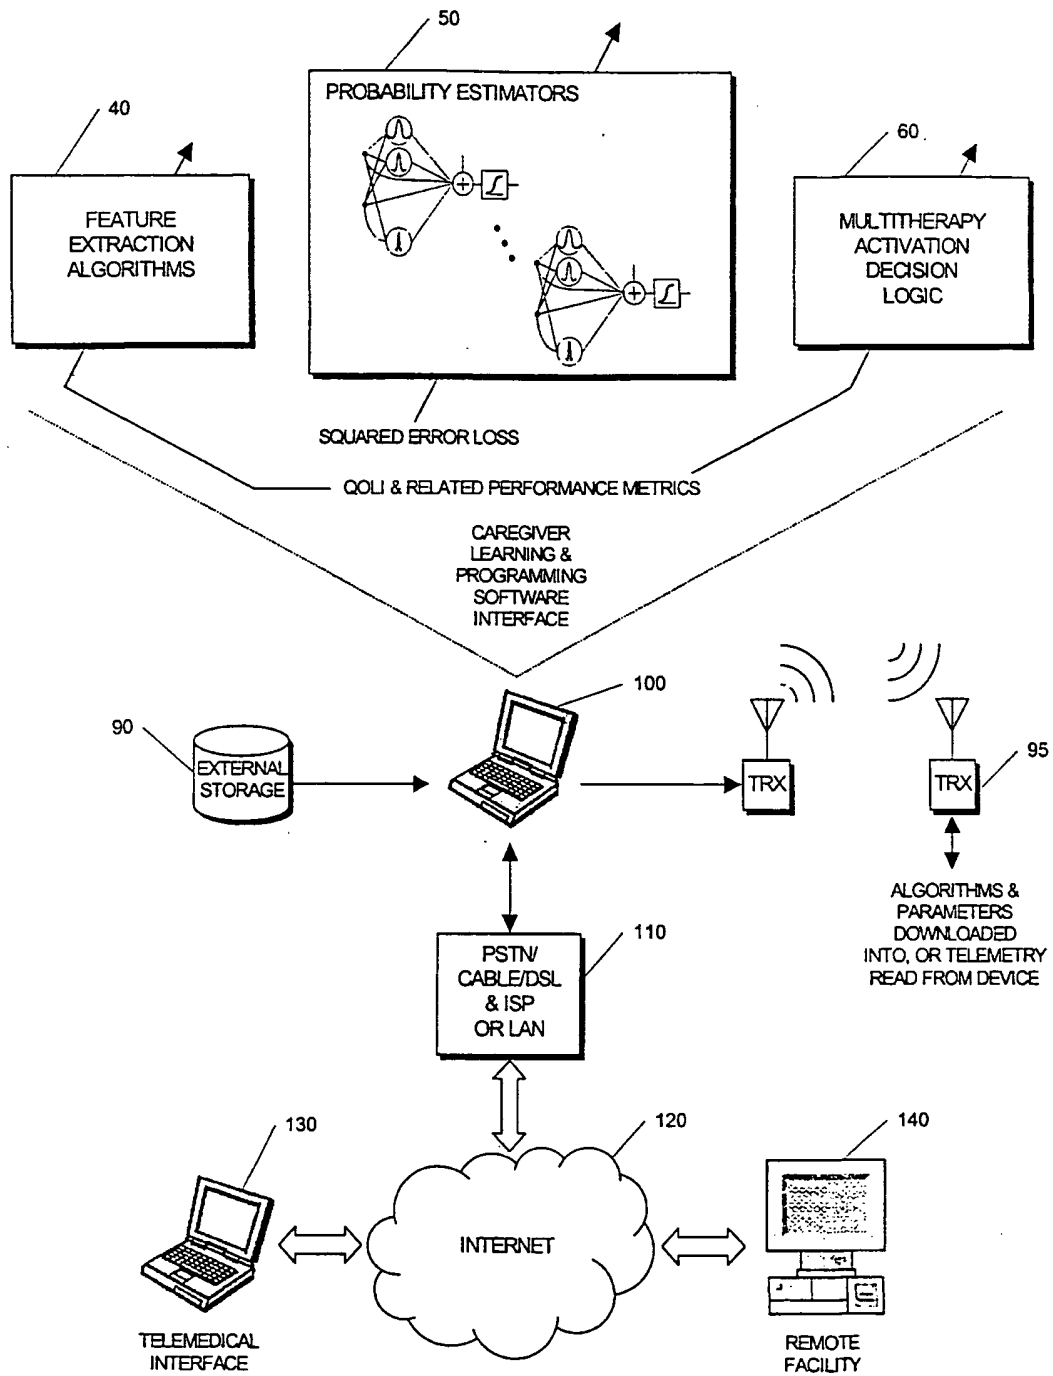 50
PROBABILITY ESTIMATORS
40
60
FEATURE
EXTRACTION
ALGORITHMS
MULTITHERAPY
ACTIVATION
DECISION
LOGIC
SQUARED ERROR LOSS
QOLI & RELATED PERFORMANCE METRICS
CAREGIVER
LEARNING &
PROGRAMMING
SOFTWARE
INTERFACE
100
90
EXTERNAL
STORAGE
TRX
TRX
95
ALGORITHMS &
PARAMETERS
DOWNLOADED
INTO, OR TELEMETRY
READ FROM DEVICE
110
PSTN/
CABLE/DSL
& ISP
OR LAN
130
120
140
INTERNET
TELEMEDICAL
INTERFACE
REMOTE
FACILITY